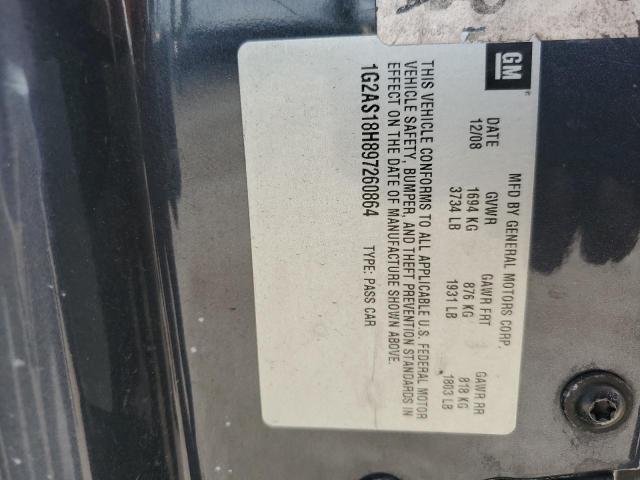 GM
MFD BY GENERAL MOTORS CORP.
DATE GVWR GAWR FRT GAWR RR
12/08 1694 KG 876 KG 818 KG
3734 LB 1931 LB 1803 LB
THIS VEHICLE CONFORMS TO ALL APPLICABLE U.S. FEDERAL MOTOR
VEHICLE SAFETY, BUMPER, AND THEFT PREVENTION STANDARDS IN
EFFECT ON THE DATE OF MANUFACTURE SHOWN ABOVE.
1G2AS18H897260864 TYPE: PASS CAR